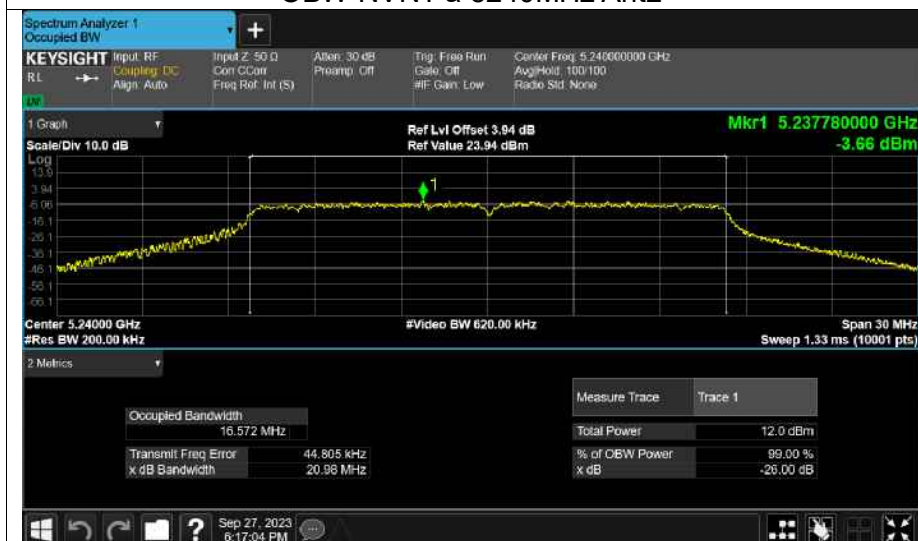 Spectrum Analyzer 1
Occupied BW
+
KEYSIGHT Input: RF Input Z: 50 Ω Atten: 30 dB Trig: Free Run Center Freq: 5.240000000 GHz
RL Coupling: DC Corr CCorr Preamp: Off Gate: Off Avg|Hold: 100/100
Align: Auto Freq Ref: Int (S) #IF Gain: Low Radio Std: None
1 Graph Ref Lvl Offset 3.94 dB Mkr1 5.237780000 GHz
Scale/Div 10.0 dB Ref Value 23.94 dBm -3.66 dBm
Log
13.9
3.94
-6.06
-16.1
-26.1
-36.1
-46.1
-56.1
-66.1
1
Center 5.24000 GHz #Video BW 620.00 kHz Span 30 MHz
#Res BW 200.00 kHz Sweep 1.33 ms (10001 pts)
2 Metrics
Measure Trace Trace 1
Occupied Bandwidth
16.572 MHz Total Power 12.0 dBm
Transmit Freq Error 44.805 kHz % of OBW Power 99.00 %
x dB Bandwidth 20.98 MHz x dB -26.00 dB
? Sep 27, 2023
6:17:04 PM